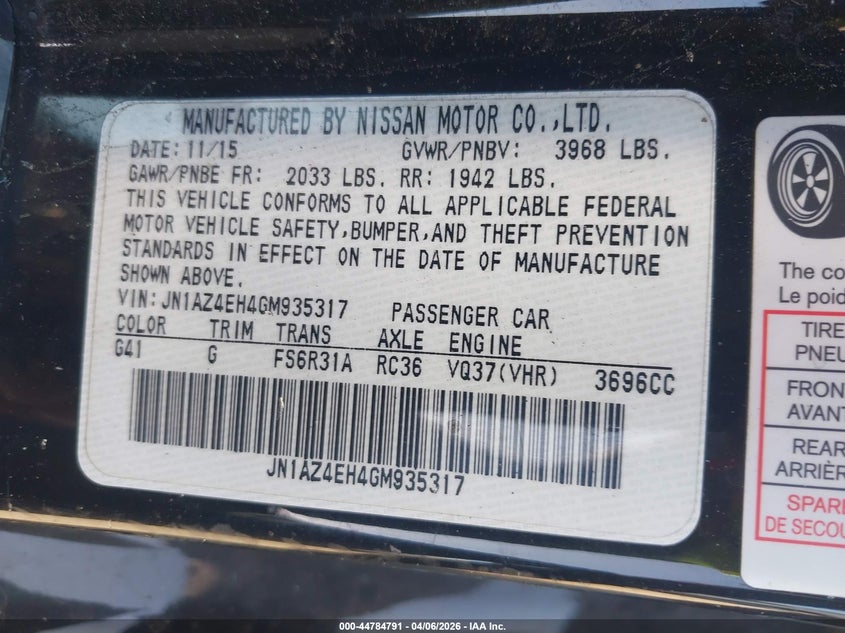 MANUFACTURED BY NISSAN MOTOR CO.,LTD.
DATE: 11/15 GVWR/PNBV: 3968 LBS.
GAWR/PNBE FR: 2033 LBS. RR: 1942 LBS.
THIS VEHICLE CONFORMS TO ALL APPLICABLE FEDERAL
MOTOR VEHICLE SAFETY,BUMPER,AND THEFT PREVENTION
STANDARDS IN EFFECT ON THE DATE OF MANUFACTURE
SHOWN ABOVE.
VIN: JN1AZ4EH4GM935317 PASSENGER CAR
COLOR TRIM TRANS AXLE ENGINE
G41 G FS6R31A RC36 VQ37(VHR) 3696CC
JN1AZ4EH4GM935317
The co
Le poid
TIRE
PNEU
FRON
AVANT
REAR
ARRIÈR
SPARE
DE SECOU
000-44784791 - 04/06/2026 - IAA Inc.